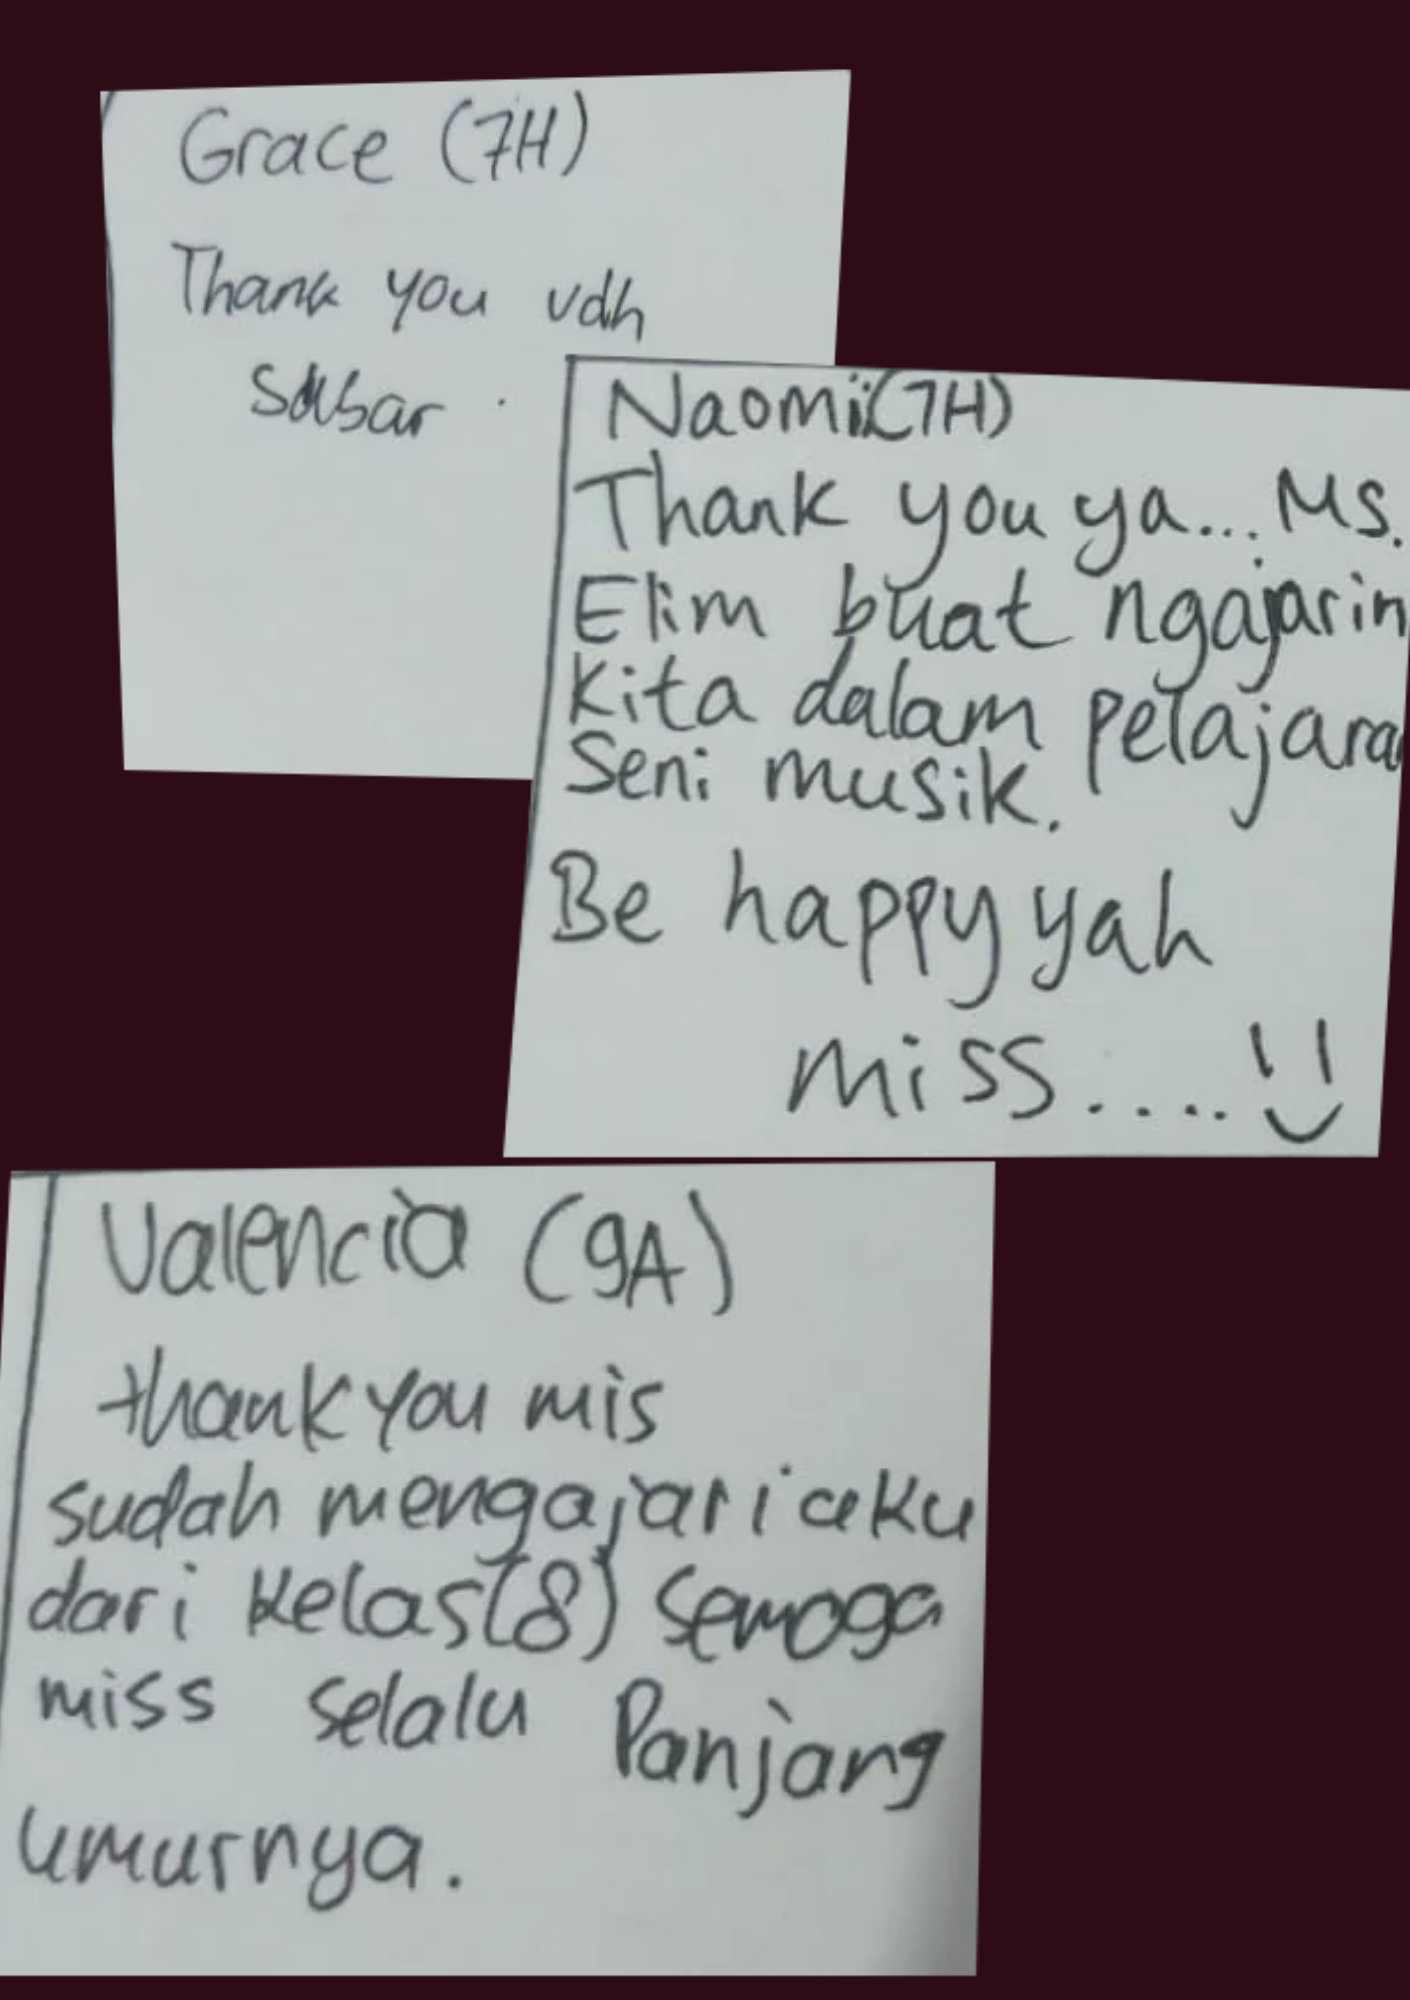 Grace (7H)
Thank you udh
sabar.
Naomi (7H)
Thank you ya... Ms.
Elim buat ngajarin
kita dalam pelajara
Seni musik.
Be happy yah
miss....
Valencia (9A)
thank you mis
sudah mengajari aku
dari kelas (8) semoga
miss selalu Panjang
umurnya.